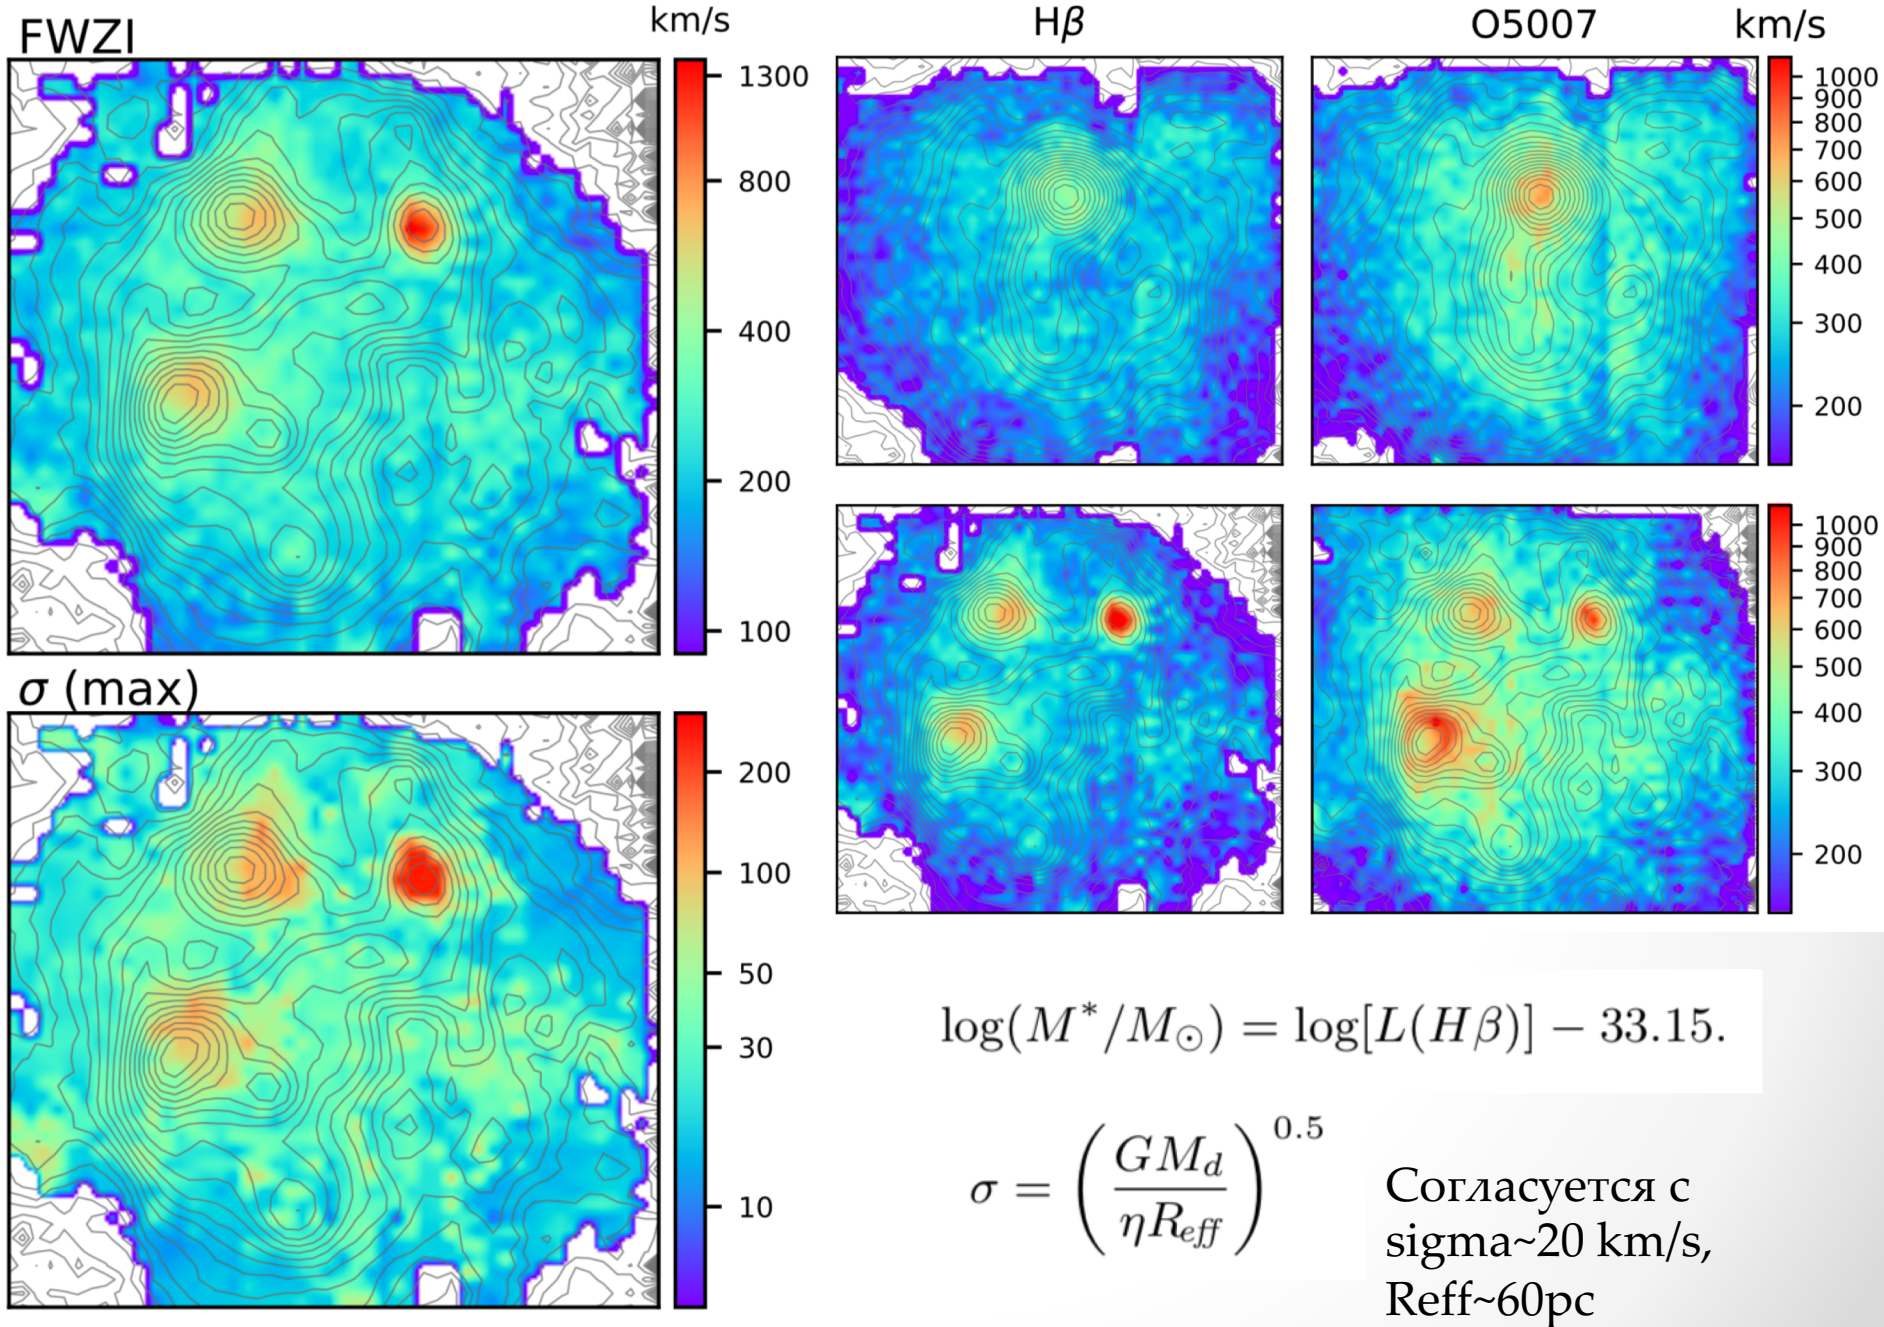 FWZI
km/s
1300
800
400
200
100
σ (max)
200
100
50
30
10
Hβ
O5007
km/s
1000
900
800
700
600
500
400
300
200
1000
900
800
700
600
500
400
300
200
log(M*/M☉) = log[L(Hβ)] − 33.15.
σ = (GM_d / ηR_eff)^0.5
Согласуется с
sigma~20 km/s,
Reff~60pc